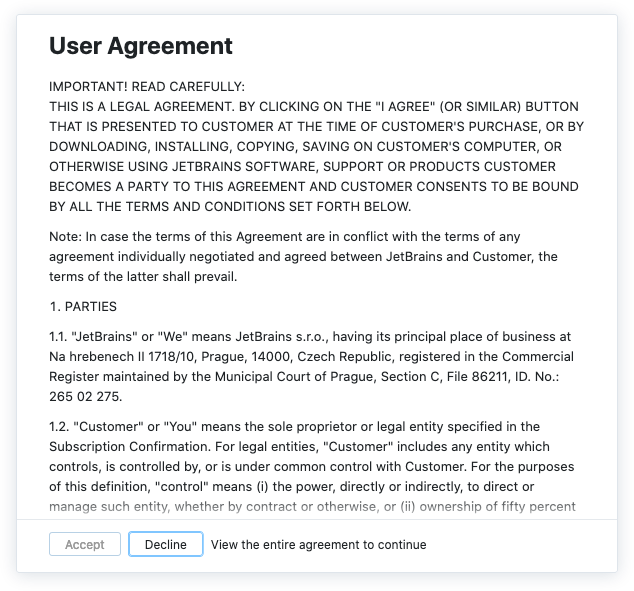 User Agreement
IMPORTANT! READ CAREFULLY:
THIS IS A LEGAL AGREEMENT. BY CLICKING ON THE "I AGREE" (OR SIMILAR) BUTTON
THAT IS PRESENTED TO CUSTOMER AT THE TIME OF CUSTOMER'S PURCHASE, OR BY
DOWNLOADING, INSTALLING, COPYING, SAVING ON CUSTOMER'S COMPUTER, OR
OTHERWISE USING JETBRAINS SOFTWARE, SUPPORT OR PRODUCTS CUSTOMER
BECOMES A PARTY TO THIS AGREEMENT AND CUSTOMER CONSENTS TO BE BOUND
BY ALL THE TERMS AND CONDITIONS SET FORTH BELOW.
Note: In case the terms of this Agreement are in conflict with the terms of any
agreement individually negotiated and agreed between JetBrains and Customer, the
terms of the latter shall prevail.
1. PARTIES
1.1. "JetBrains" or "We" means JetBrains s.r.o., having its principal place of business at
Na hrebenech II 1718/10, Prague, 14000, Czech Republic, registered in the Commercial
Register maintained by the Municipal Court of Prague, Section C, File 86211, ID. No.:
265 02 275.
1.2. "Customer" or "You" means the sole proprietor or legal entity specified in the
Subscription Confirmation. For legal entities, "Customer" includes any entity which
controls, is controlled by, or is under common control with Customer. For the purposes
of this definition, "control" means (i) the power, directly or indirectly, to direct or
manage such entity, whether by contract or otherwise, or (ii) ownership of fifty percent
Accept Decline View the entire agreement to continue